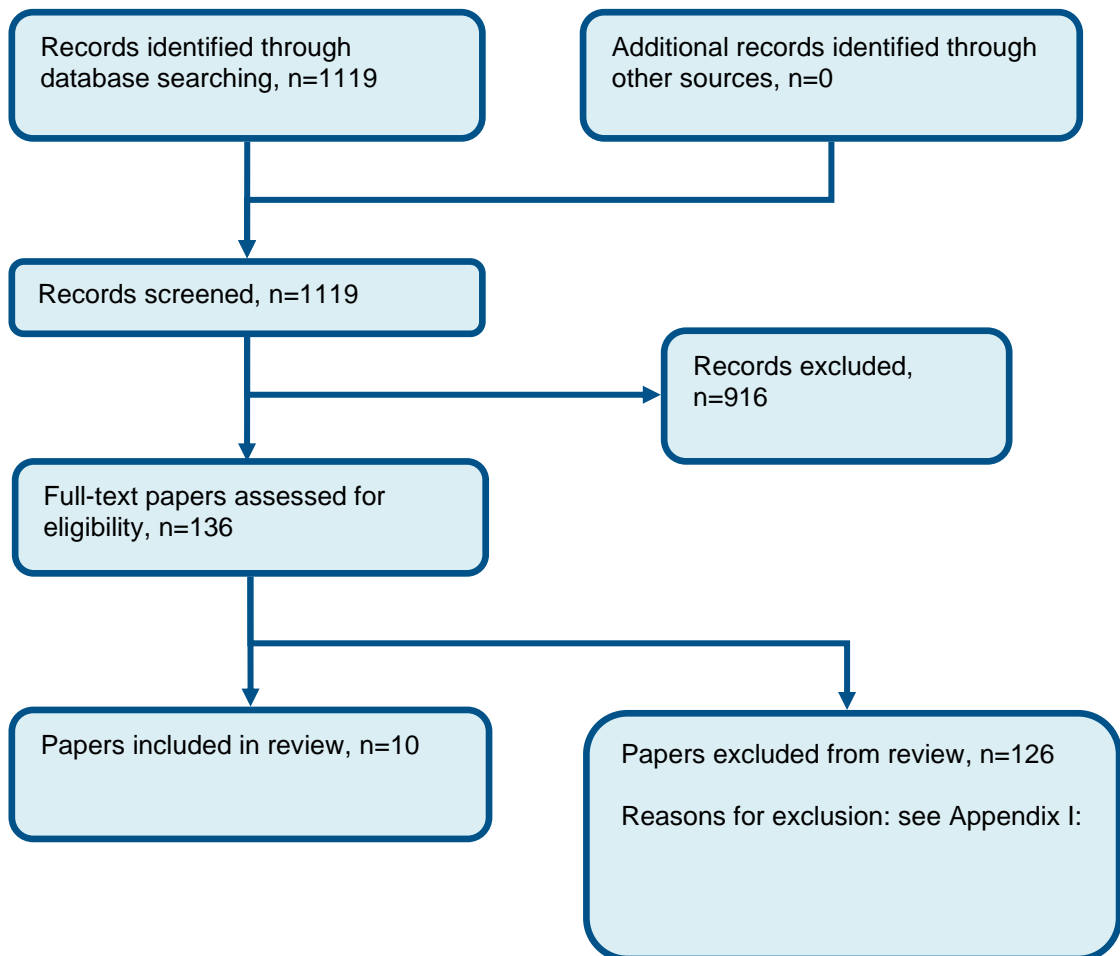 Records identified through
database searching, n=1119
Additional records identified through
other sources, n=0
Records screened, n=1119
Records excluded,
n=916
Full-text papers assessed for
eligibility, n=136
Papers included in review, n=10
Papers excluded from review, n=126
Reasons for exclusion: see Appendix I: